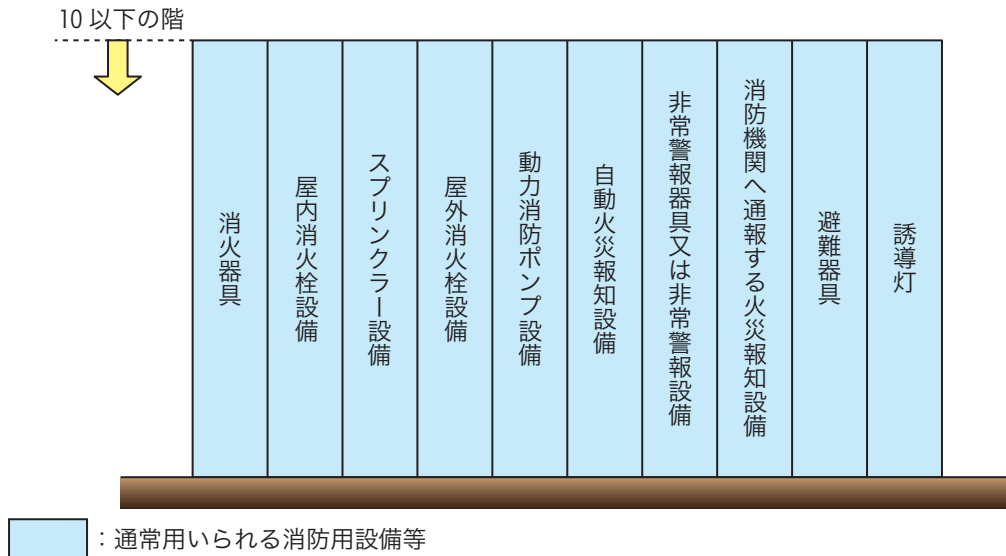 10 以下の階
消火器具
屋内消火栓設備
スプリンクラー設備
屋外消火栓設備
動力消防ポンプ設備
自動火災報知設備
非常警報器具又は非常警報設備
消防機関へ通報する火災報知設備
避難器具
誘導灯
：通常用いられる消防用設備等